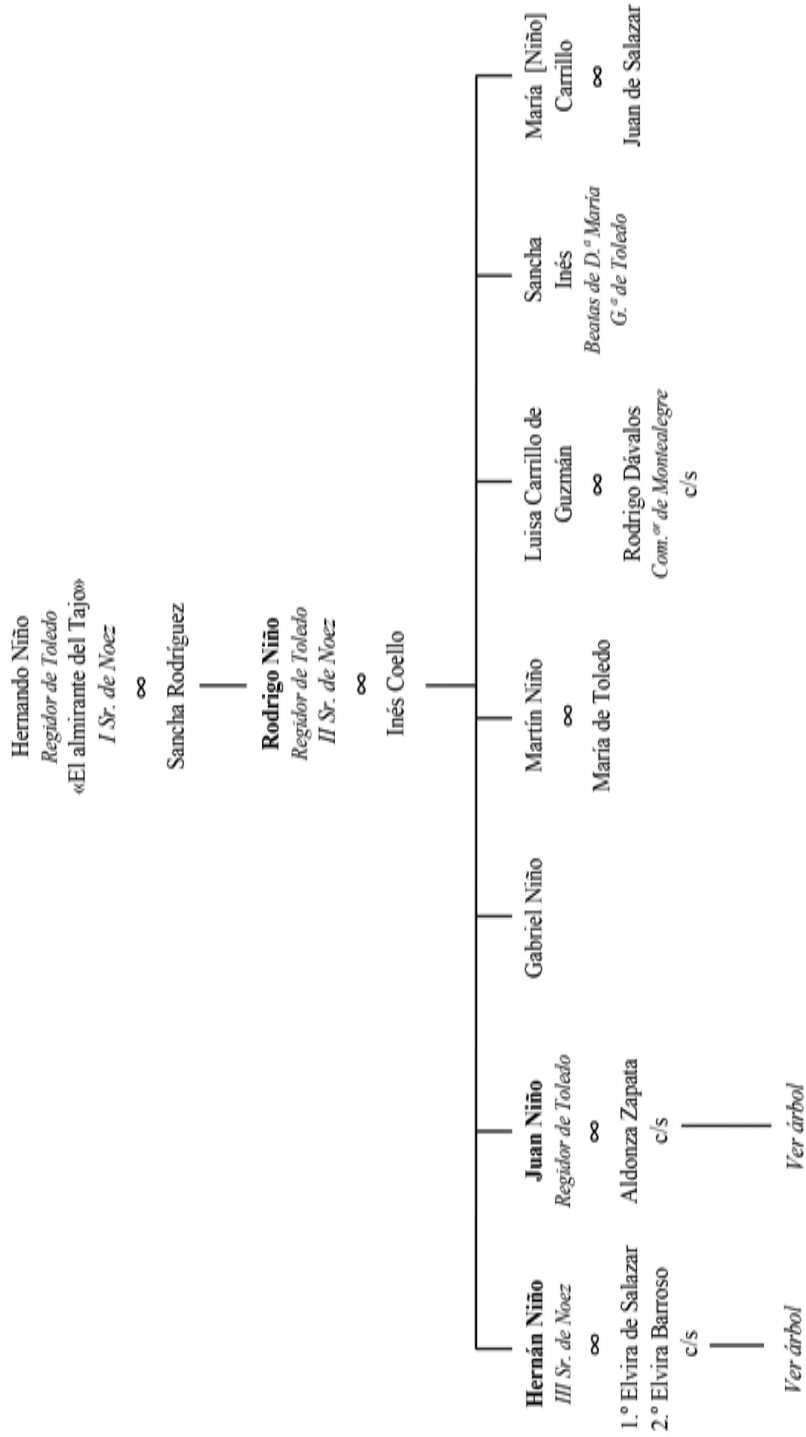 Hernando Niño
Regidor de Toledo
«El almirante del Tajo»
I Sr. de Noez
∞
Sancha Rodríguez
Rodrigo Niño
Regidor de Toledo
II Sr. de Noez
∞
Inés Coello
Hernán Niño
III Sr. de Noez
∞
1.º Elvira de Salazar
2.º Elvira Barroso
c/s
Ver árbol
Juan Niño
Regidor de Toledo
∞
Aldonza Zapata
c/s
Ver árbol
Gabriel Niño
Martín Niño
∞
María de Toledo
Luisa Carrillo de
Guzmán
∞
Rodrigo Dávalos
Com.ᵒʳ de Montealegre
c/s
Sancha
Inés
Beatas de D.ª María
G.ª de Toledo
María [Niño]
Carrillo
∞
Juan de Salazar